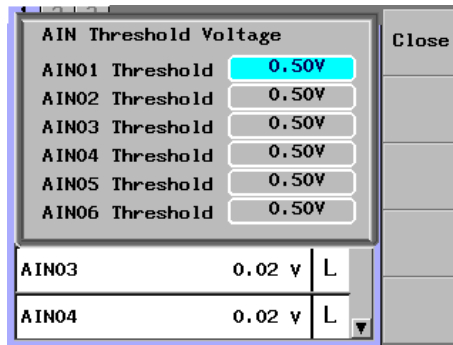 AIN Threshold Voltage
Close
AIN01 Threshold 0.50V
AIN02 Threshold 0.50V
AIN03 Threshold 0.50V
AIN04 Threshold 0.50V
AIN05 Threshold 0.50V
AIN06 Threshold 0.50V
AIN03 0.02 v L
AIN04 0.02 v L